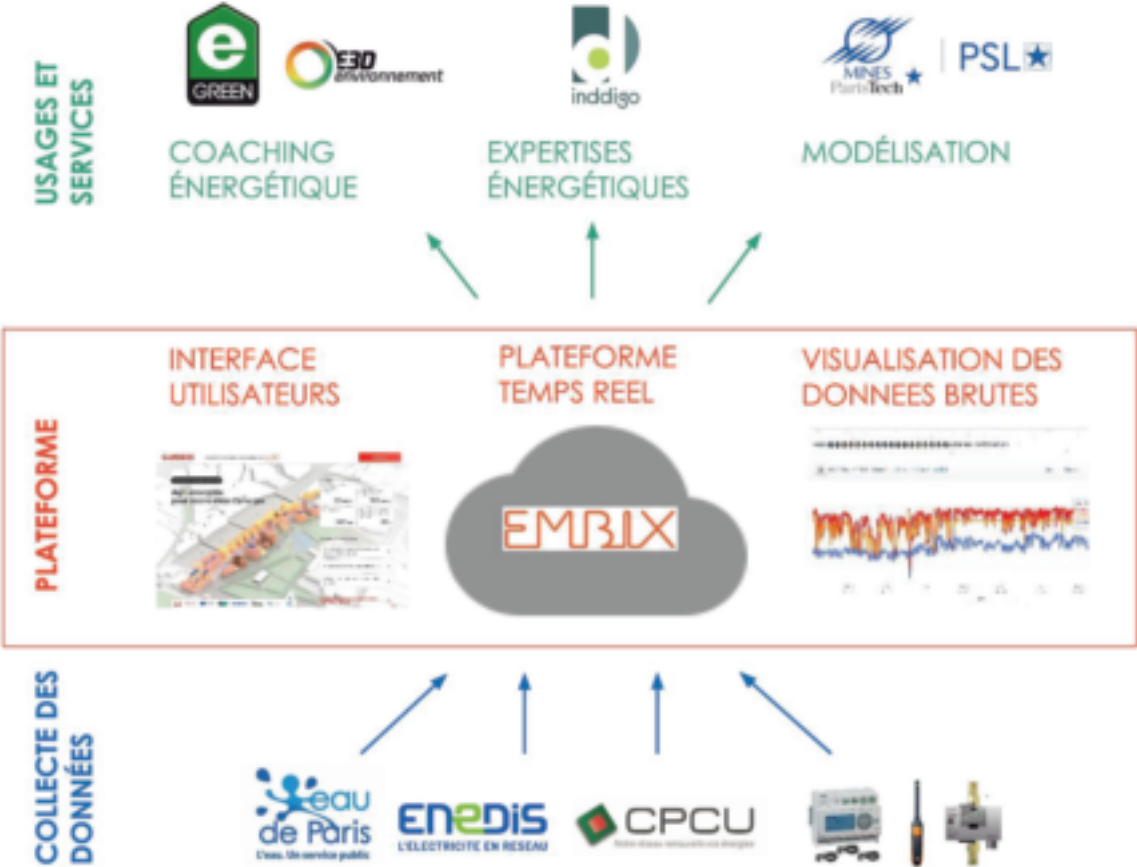 USAGES ET
SERVICES
e
GREEN
E3D
environnement
inddigo
MINES
ParisTech
PSL
COACHING
ÉNERGÉTIQUE
EXPERTISES
ÉNERGÉTIQUES
MODÉLISATION
PLATEFORME
INTERFACE
UTILISATEURS
PLATEFORME
TEMPS REEL
VISUALISATION DES
DONNEES BRUTES
EMBIX
COLLECTE DES
DONNÉES
eau
de Paris
L'eau. Un service public
ENEDIS
L'ELECTRICITE EN RESEAU
CPCU